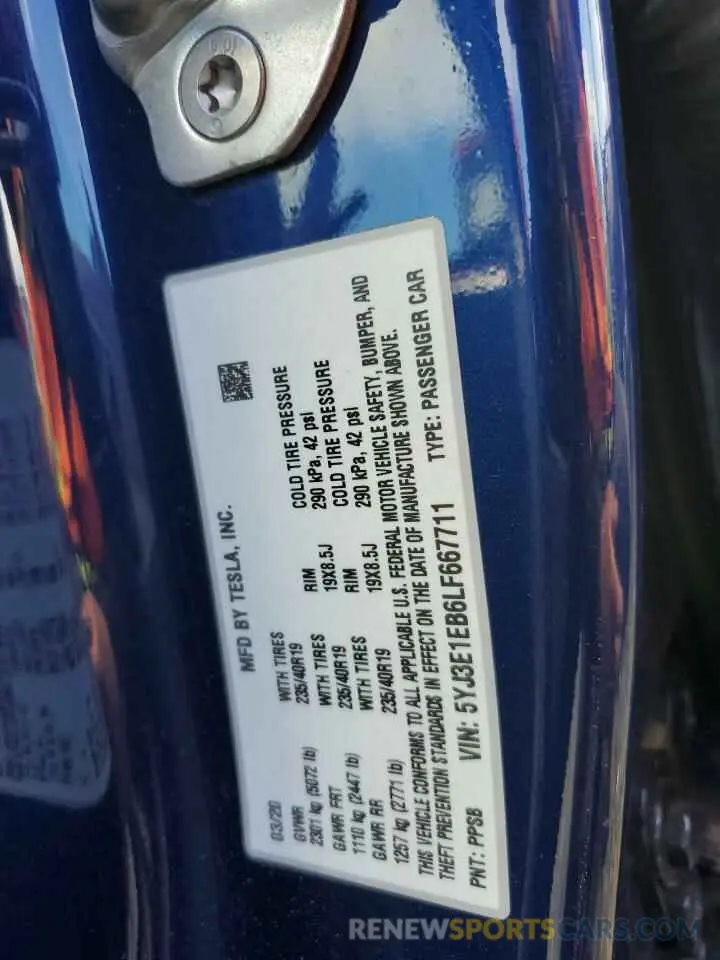 MFD BY TESLA, INC.
03/20
GVWR
2301 kg (5072 lb)
WITH TIRES
235/40R19
RIM
19X8.5J
COLD TIRE PRESSURE
290 kPa, 42 psi
GAWR FRT
1110 kg (2447 lb)
WITH TIRES
235/40R19
RIM
19X8.5J
COLD TIRE PRESSURE
290 kPa, 42 psi
GAWR RR
1257 kg (2771 lb)
WITH TIRES
235/40R19
THIS VEHICLE CONFORMS TO ALL APPLICABLE U.S. FEDERAL MOTOR VEHICLE SAFETY, BUMPER, AND
THEFT PREVENTION STANDARDS IN EFFECT ON THE DATE OF MANUFACTURE SHOWN ABOVE.
PNT: PPSB VIN: 5YJ3E1EB6LF667711 TYPE: PASSENGER CAR
RENEWSPORTSCARS.COM